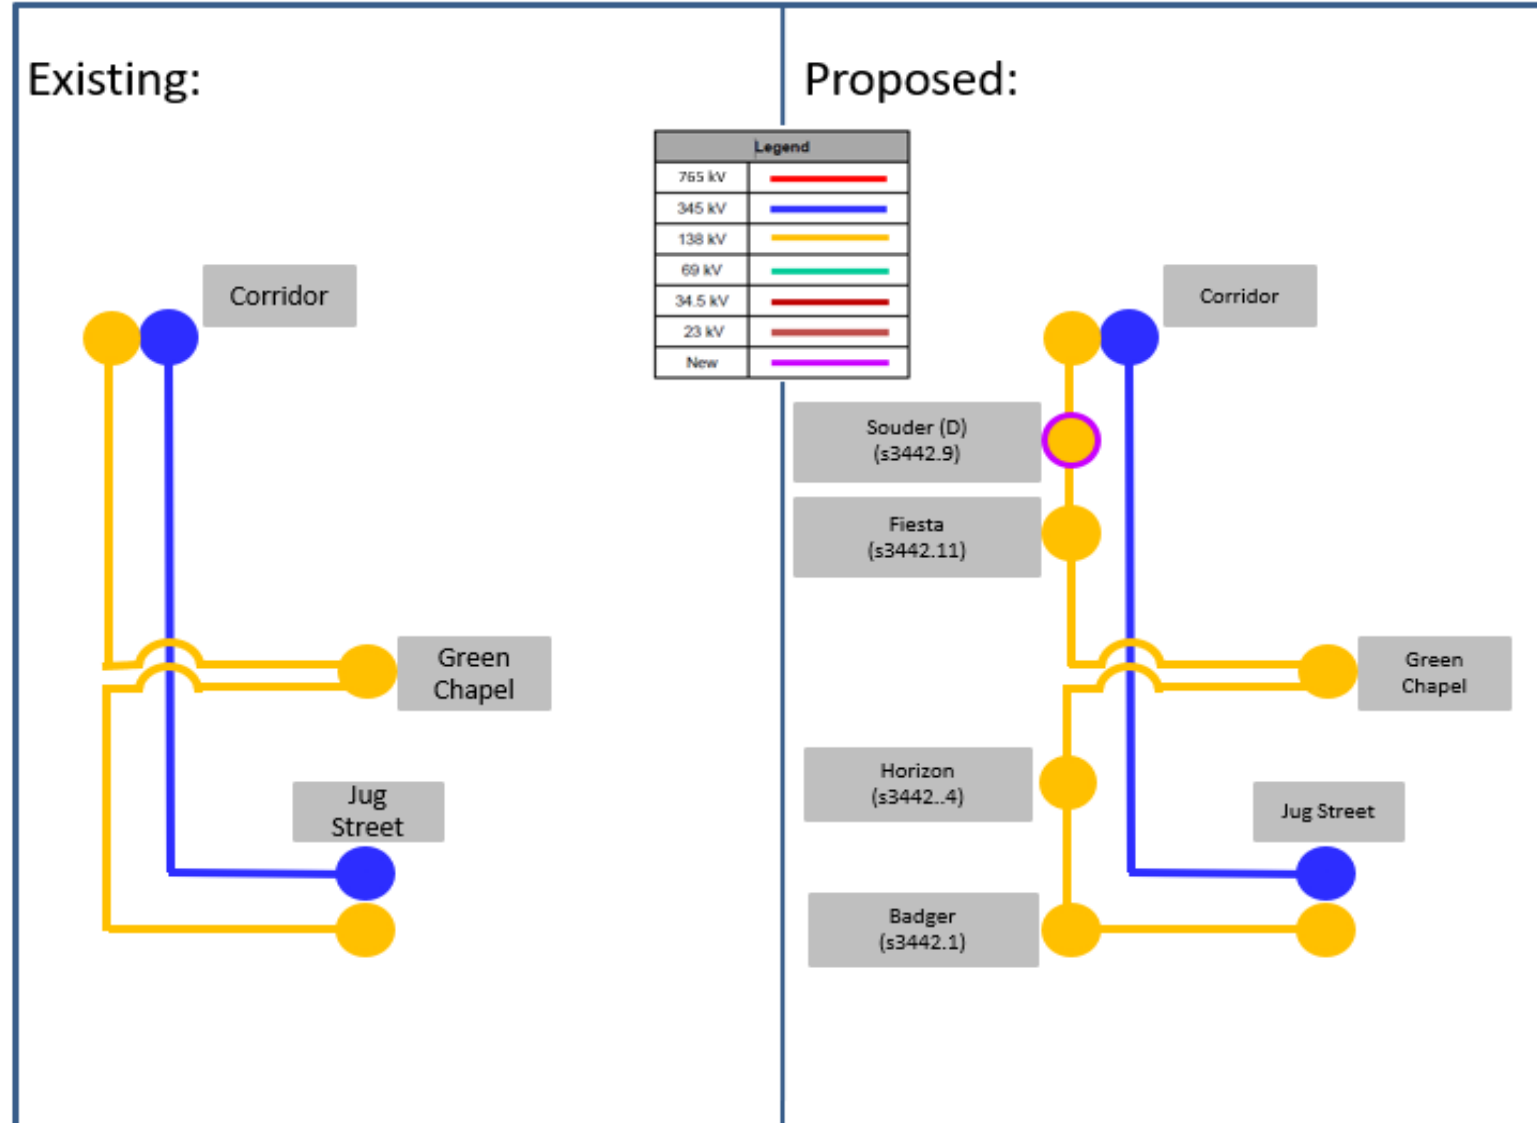 Existing:
Proposed:
Legend
765 kV
345 kV
138 kV
69 kV
34.5 kV
23 kV
New
Corridor
Green
Chapel
Jug
Street
Corridor
Souder (D)
(s3442.9)
Fiesta
(s3442.11)
Green
Chapel
Horizon
(s3442..4)
Jug Street
Badger
(s3442.1)